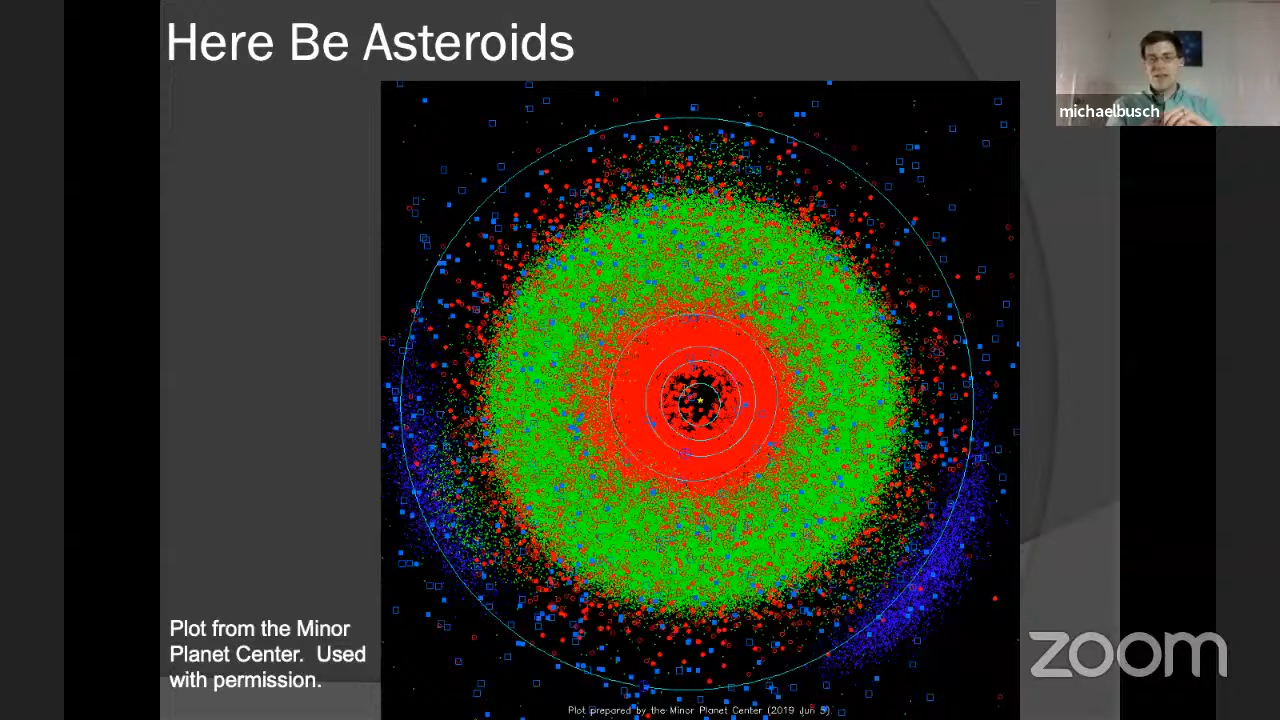 Here Be Asteroids
michaelbusch
Plot from the Minor
Planet Center. Used
with permission.
zoom
Plot prepared by the Minor Planet Center (2019 Jun 5).